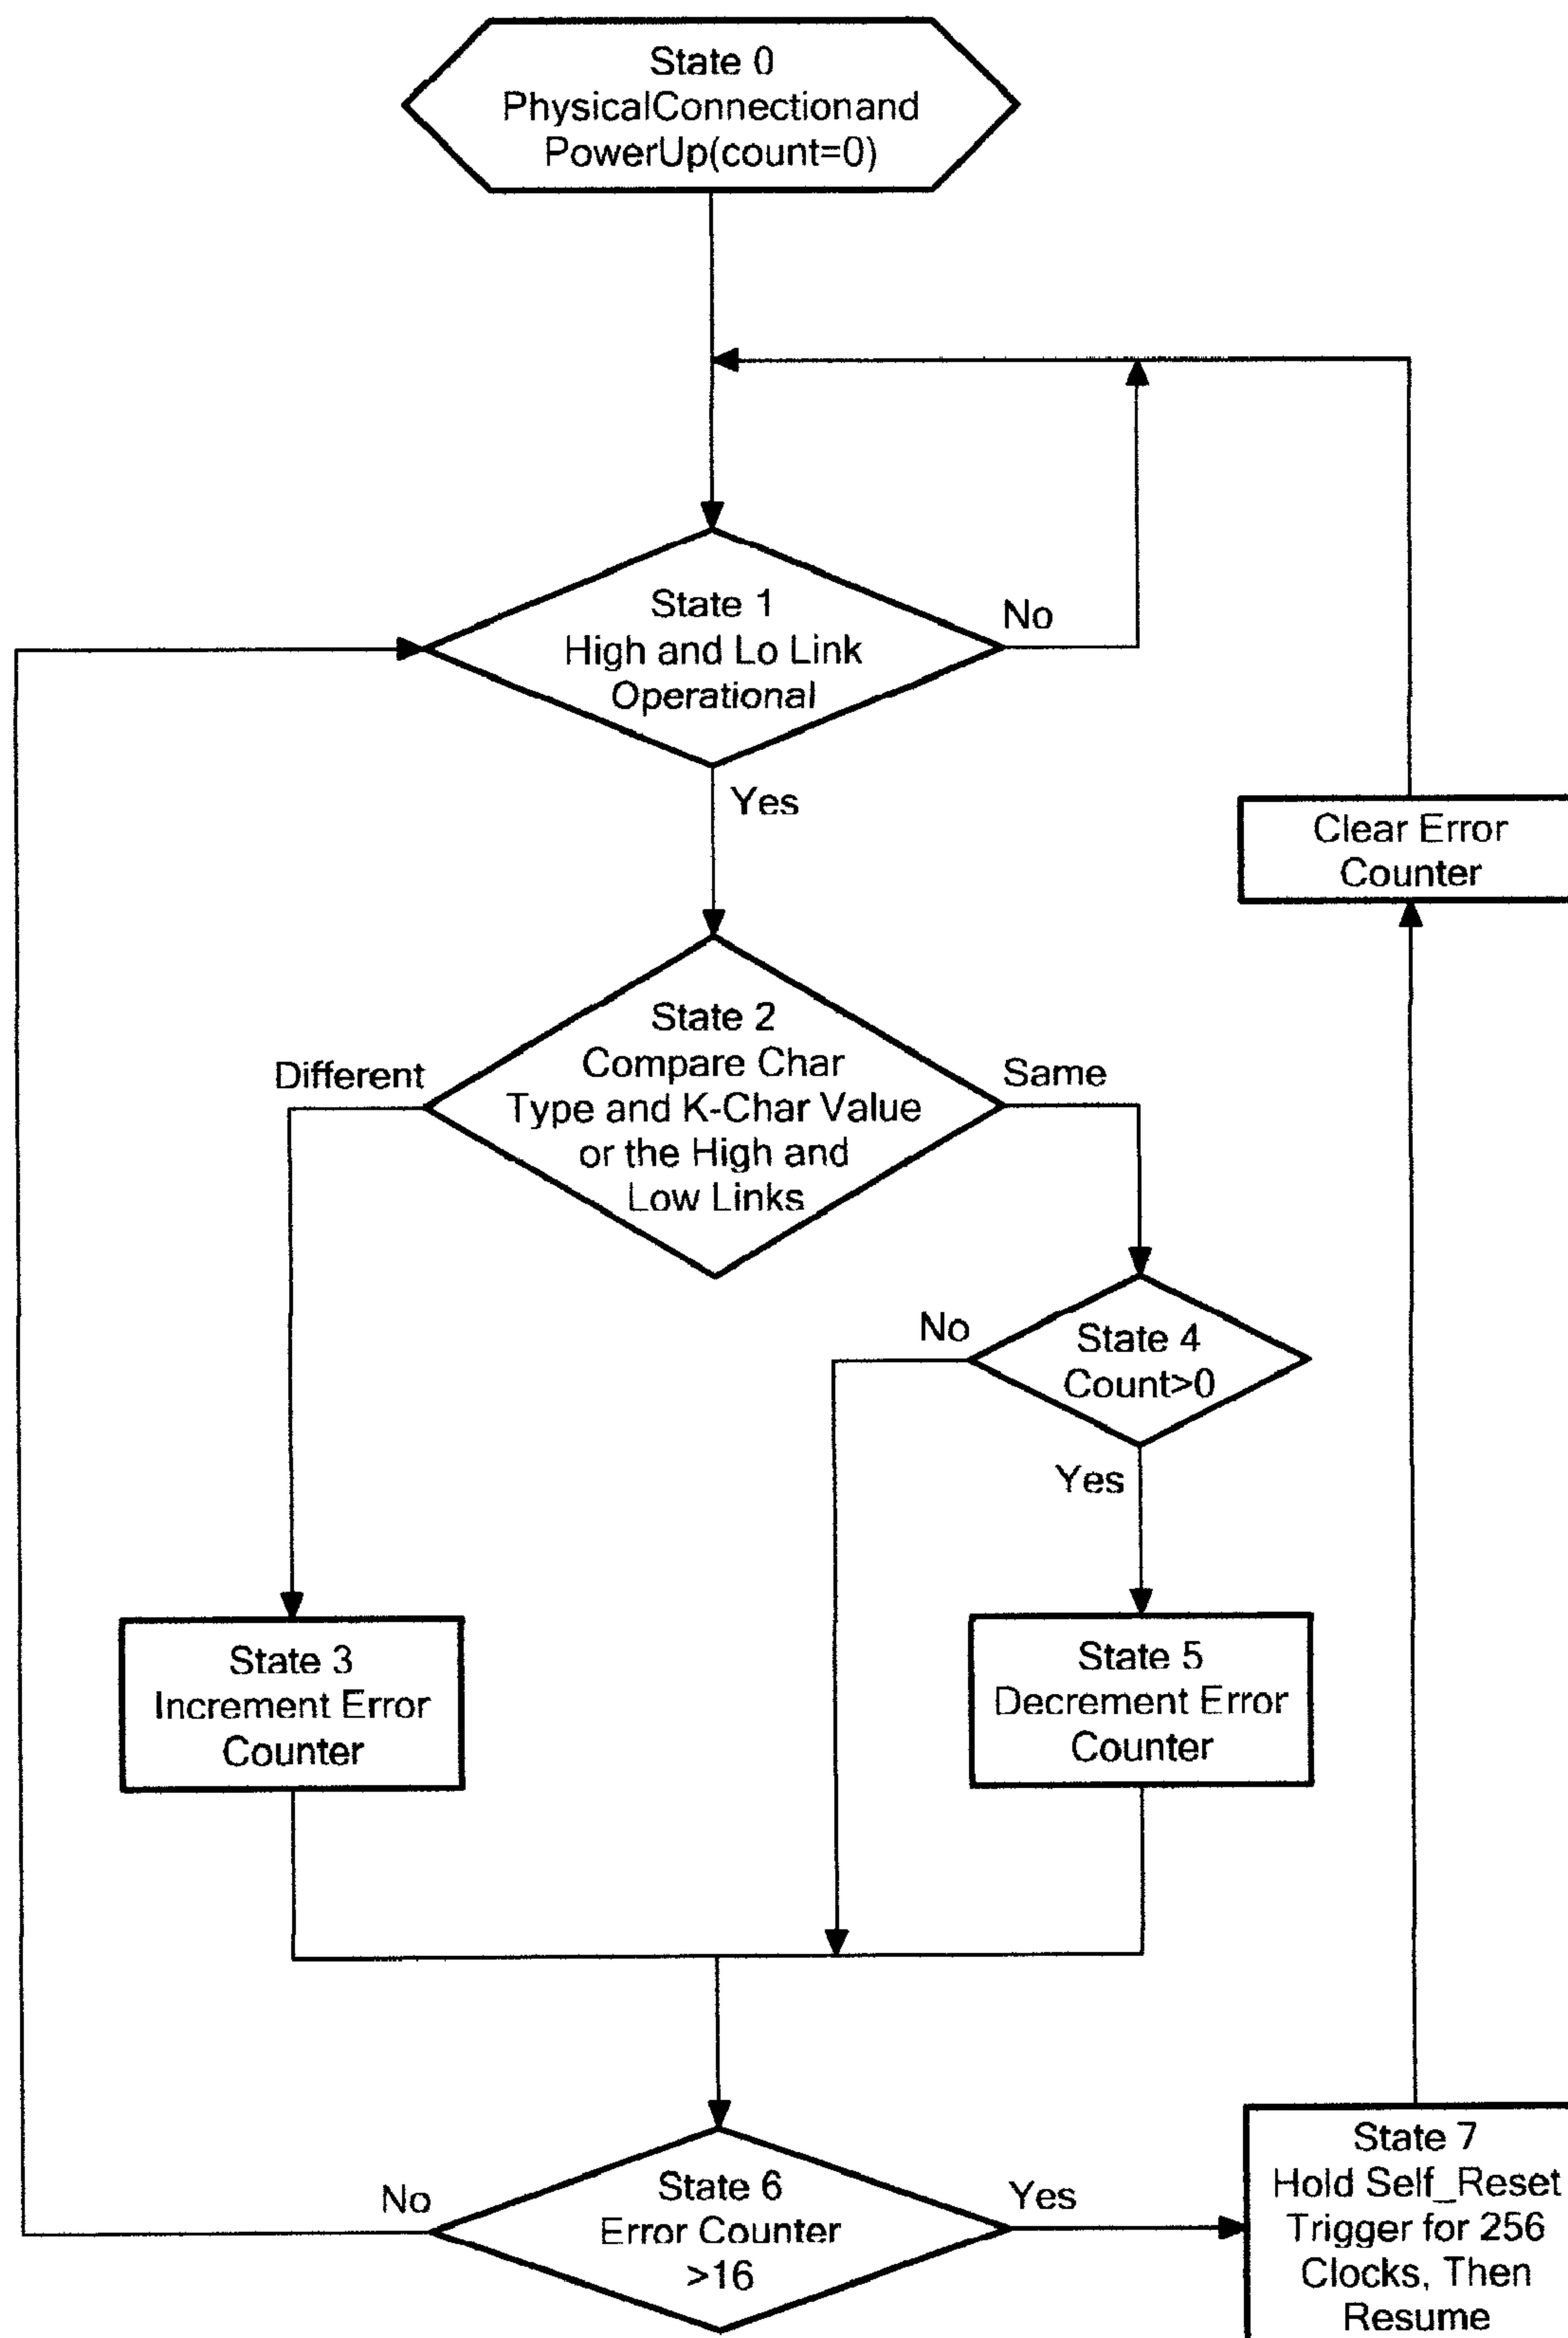 State 0
PhysicalConnectionand
PowerUp(count=0)
State 1
High and Lo Link
Operational
No
Yes
Clear Error
Counter
State 2
Compare Char
Type and K-Char Value
or the High and
Low Links
Different
Same
State 4
Count>0
No
Yes
State 3
Increment Error
Counter
State 5
Decrement Error
Counter
State 6
Error Counter
>16
No
Yes
State 7
Hold Self_Reset
Trigger for 256
Clocks, Then
Resume